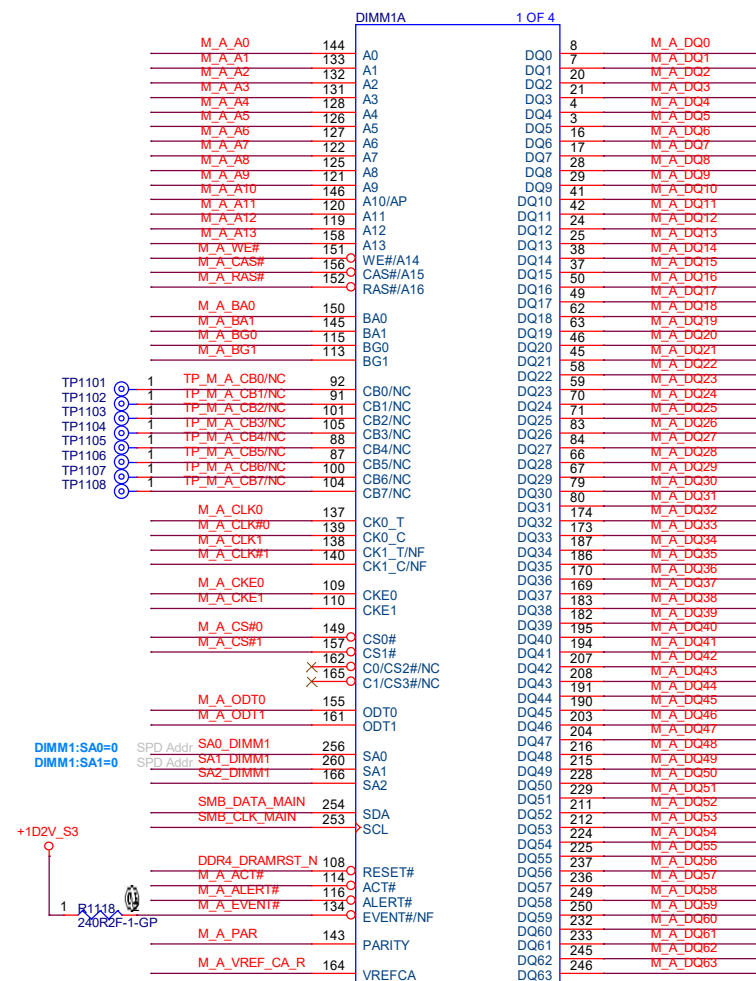 DIMM1A 1 OF 4
M_A_A0 144 A0
M_A_A1 133 A1
M_A_A2 132 A2
M_A_A3 131 A3
M_A_A4 128 A4
M_A_A5 126 A5
M_A_A6 127 A6
M_A_A7 122 A7
M_A_A8 125 A8
M_A_A9 121 A9
M_A_A10 146 A10/AP
M_A_A11 120 A11
M_A_A12 119 A12
M_A_A13 158 A13
M_A_WE# 151 WE#/A14
M_A_CAS# 156 CAS#/A15
M_A_RAS# 152 RAS#/A16
M_A_BA0 150 BA0
M_A_BA1 145 BA1
M_A_BG0 115 BG0
M_A_BG1 113 BG1
TP1101 1 TP_M_A_CB0/NC 92 CB0/NC
TP1102 1 TP_M_A_CB1/NC 91 CB1/NC
TP1103 1 TP_M_A_CB2/NC 101 CB2/NC
TP1104 1 TP_M_A_CB3/NC 105 CB3/NC
TP1105 1 TP_M_A_CB4/NC 88 CB4/NC
TP1106 1 TP_M_A_CB5/NC 87 CB5/NC
TP1107 1 TP_M_A_CB6/NC 100 CB6/NC
TP1108 1 TP_M_A_CB7/NC 104 CB7/NC
M_A_CLK0 137 CK0_T
M_A_CLK#0 139 CK0_C
M_A_CLK1 138 CK1_T/NF
M_A_CLK#1 140 CK1_C/NF
M_A_CKE0 109 CKE0
M_A_CKE1 110 CKE1
M_A_CS#0 149 CS0#
M_A_CS#1 157 CS1#
162 C0/CS2#/NC
165 C1/CS3#/NC
M_A_ODT0 155 ODT0
M_A_ODT1 161 ODT1
DIMM1:SA0=0 SPD Addr SA0_DIMM1 256 SA0
DIMM1:SA1=0 SPD Addr SA1_DIMM1 260 SA1
SA2_DIMM1 166 SA2
SMB_DATA_MAIN 254 SDA
SMB_CLK_MAIN 253 SCL
+1D2V_S3
DDR4_DRAMRST_N 108 RESET#
M_A_ACT# 114 ACT#
M_A_ALERT# 116 ALERT#
1 R1118 2 M_A_EVENT# 134 EVENT#/NF
240R2F-1-GP
M_A_PAR 143 PARITY
M_A_VREF_CA_R 164 VREFCA
DQ0 8 M_A_DQ0
DQ1 7 M_A_DQ1
DQ2 20 M_A_DQ2
DQ3 21 M_A_DQ3
DQ4 4 M_A_DQ4
DQ5 3 M_A_DQ5
DQ6 16 M_A_DQ6
DQ7 17 M_A_DQ7
DQ8 28 M_A_DQ8
DQ9 29 M_A_DQ9
DQ10 41 M_A_DQ10
DQ11 42 M_A_DQ11
DQ12 24 M_A_DQ12
DQ13 25 M_A_DQ13
DQ14 38 M_A_DQ14
DQ15 37 M_A_DQ15
DQ16 50 M_A_DQ16
DQ17 49 M_A_DQ17
DQ18 62 M_A_DQ18
DQ19 63 M_A_DQ19
DQ20 46 M_A_DQ20
DQ21 45 M_A_DQ21
DQ22 58 M_A_DQ22
DQ23 59 M_A_DQ23
DQ24 70 M_A_DQ24
DQ25 71 M_A_DQ25
DQ26 83 M_A_DQ26
DQ27 84 M_A_DQ27
DQ28 66 M_A_DQ28
DQ29 67 M_A_DQ29
DQ30 79 M_A_DQ30
DQ31 80 M_A_DQ31
DQ32 174 M_A_DQ32
DQ33 173 M_A_DQ33
DQ34 187 M_A_DQ34
DQ35 186 M_A_DQ35
DQ36 170 M_A_DQ36
DQ37 169 M_A_DQ37
DQ38 183 M_A_DQ38
DQ39 182 M_A_DQ39
DQ40 195 M_A_DQ40
DQ41 194 M_A_DQ41
DQ42 207 M_A_DQ42
DQ43 208 M_A_DQ43
DQ44 191 M_A_DQ44
DQ45 190 M_A_DQ45
DQ46 203 M_A_DQ46
DQ47 204 M_A_DQ47
DQ48 216 M_A_DQ48
DQ49 215 M_A_DQ49
DQ50 228 M_A_DQ50
DQ51 229 M_A_DQ51
DQ52 211 M_A_DQ52
DQ53 212 M_A_DQ53
DQ54 224 M_A_DQ54
DQ55 225 M_A_DQ55
DQ56 237 M_A_DQ56
DQ57 236 M_A_DQ57
DQ58 249 M_A_DQ58
DQ59 250 M_A_DQ59
DQ60 232 M_A_DQ60
DQ61 233 M_A_DQ61
DQ62 245 M_A_DQ62
DQ63 246 M_A_DQ63